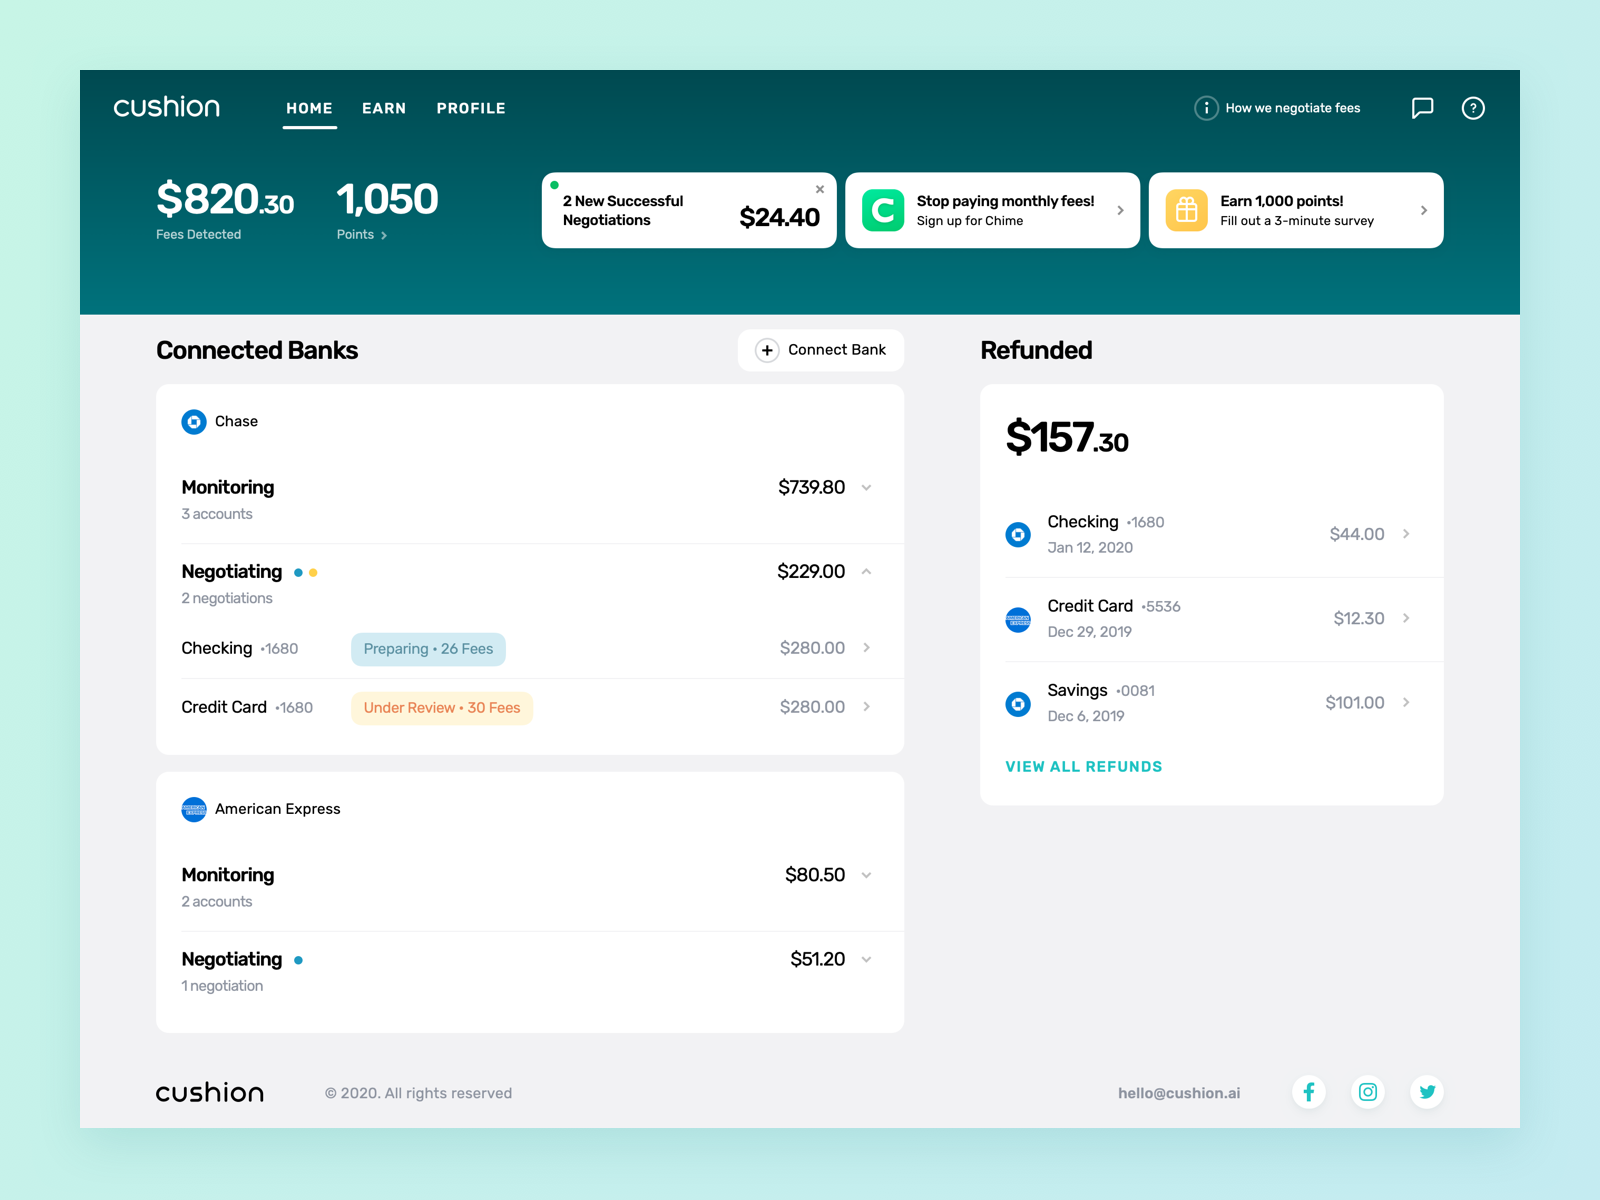 cushion
HOME EARN PROFILE
How we negotiate fees
$820.30
Fees Detected
1,050
Points
2 New Successful
Negotiations
$24.40
Stop paying monthly fees!
Sign up for Chime
Earn 1,000 points!
Fill out a 3-minute survey
Connected Banks
Connect Bank
Chase
Monitoring $739.80
3 accounts
Negotiating $229.00
2 negotiations
Checking •1680 Preparing • 26 Fees $280.00
Credit Card •1680 Under Review • 30 Fees $280.00
American Express
Monitoring $80.50
2 accounts
Negotiating $51.20
1 negotiation
Refunded
$157.30
Checking •1680 $44.00
Jan 12, 2020
AMERICAN
EXPRESS
Credit Card •5536 $12.30
Dec 29, 2019
Savings •0081 $101.00
Dec 6, 2019
VIEW ALL REFUNDS
cushion
© 2020. All rights reserved
hello@cushion.ai